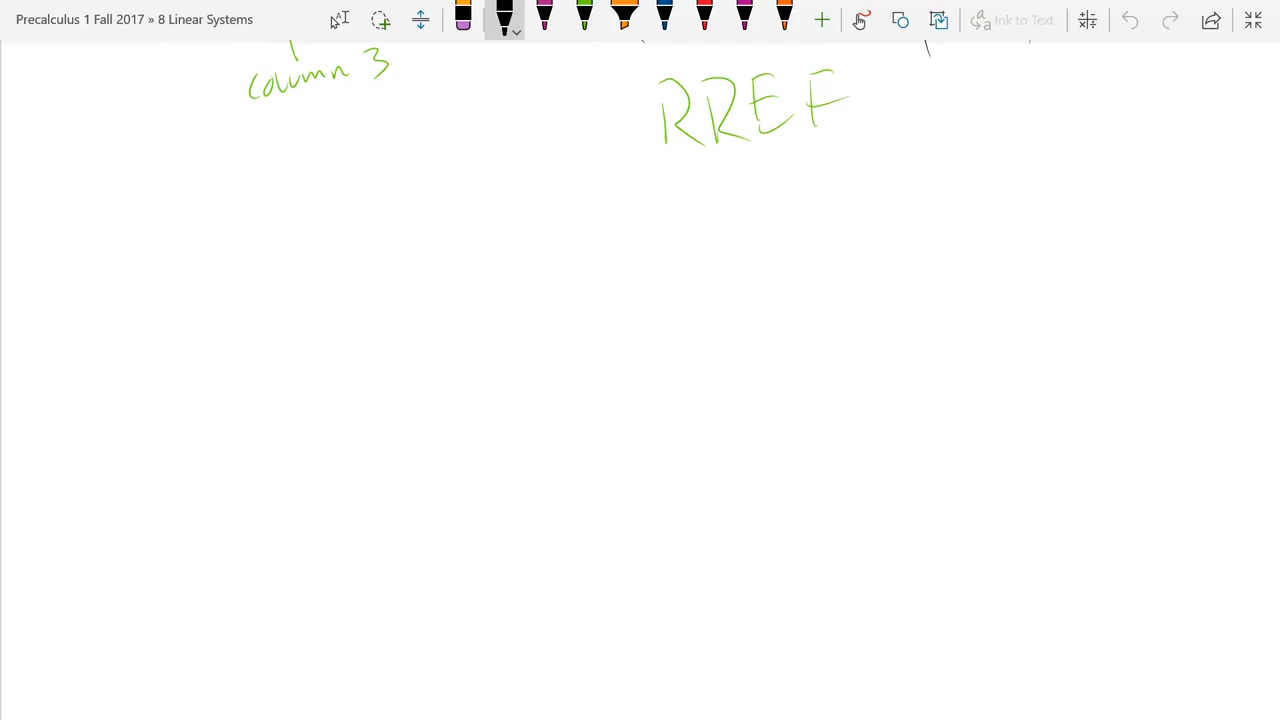 Precalculus 1 Fall 2017 » 8 Linear Systems
Ink to Text
column 3
RREF